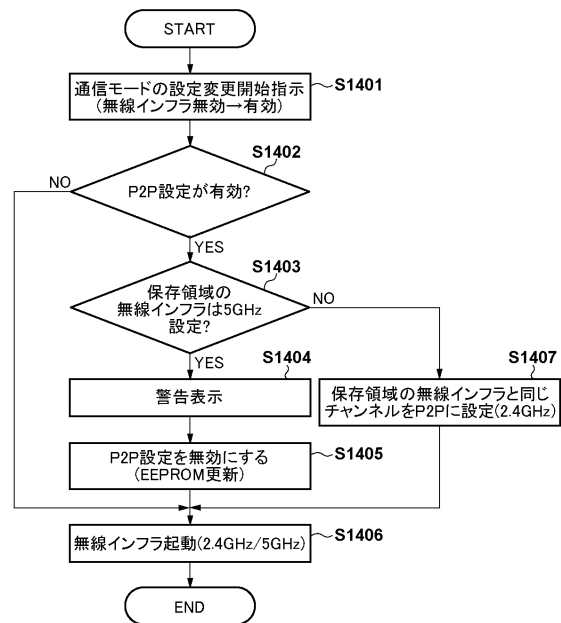 START
通信モードの設定変更開始指示
(無線インフラ無効→有効)
S1401
S1402
P2P設定が有効?
NO
YES
S1403
保存領域の
無線インフラは5GHz
設定?
NO
YES
S1404
警告表示
S1407
保存領域の無線インフラと同じ
チャンネルをP2Pに設定(2.4GHz)
P2P設定を無効にする
(EEPROM更新)
S1405
無線インフラ起動(2.4GHz/5GHz)
S1406
END